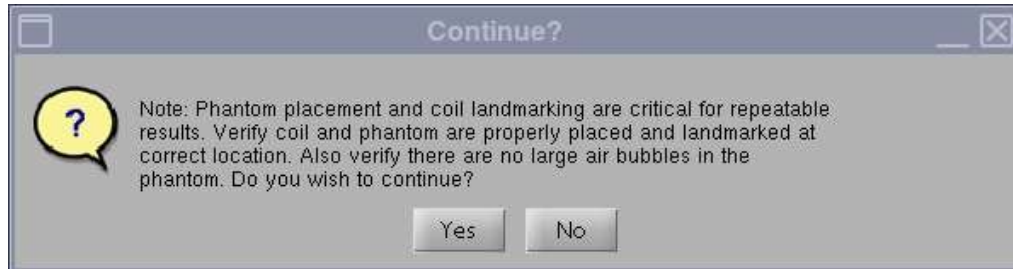 Continue?
?
Note: Phantom placement and coil landmarking are critical for repeatable
results. Verify coil and phantom are properly placed and landmarked at
correct location. Also verify there are no large air bubbles in the
phantom. Do you wish to continue?
Yes No